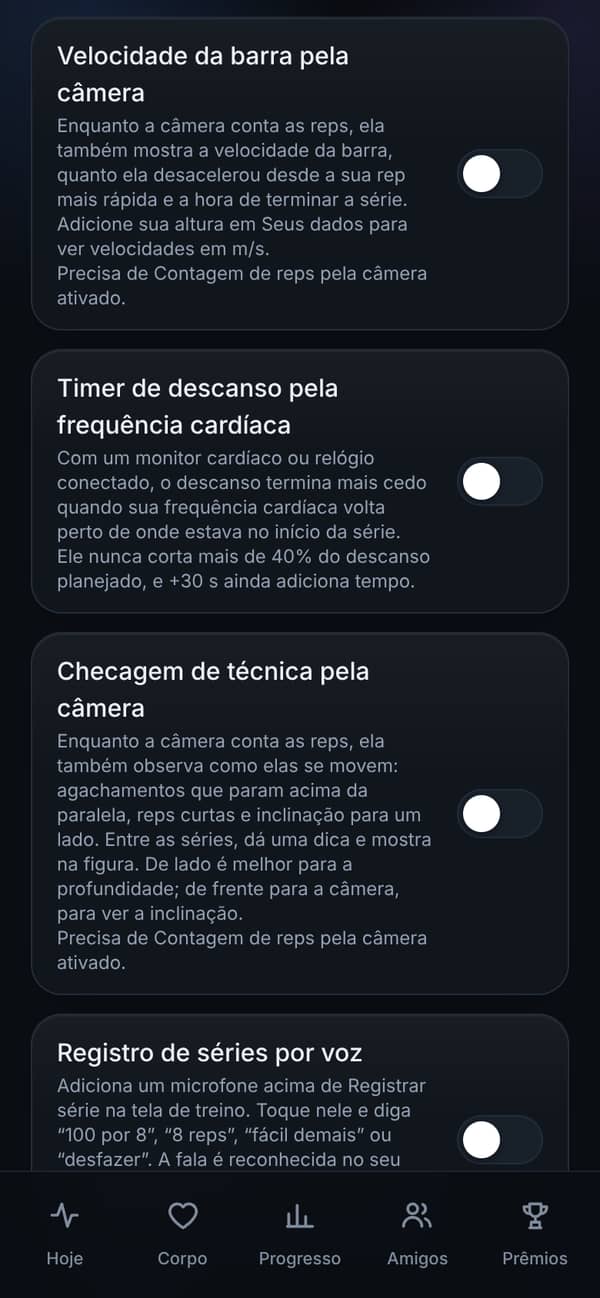 Velocidade da barra pela
câmera
Enquanto a câmera conta as reps, ela
também mostra a velocidade da barra,
quanto ela desacelerou desde a sua rep
mais rápida e a hora de terminar a série.
Adicione sua altura em Seus dados para
ver velocidades em m/s.
Precisa de Contagem de reps pela câmera
ativado.
Timer de descanso pela
frequência cardíaca
Com um monitor cardíaco ou relógio
conectado, o descanso termina mais cedo
quando sua frequência cardíaca volta
perto de onde estava no início da série.
Ele nunca corta mais de 40% do descanso
planejado, e +30 s ainda adiciona tempo.
Checagem de técnica pela
câmera
Enquanto a câmera conta as reps, ela
também observa como elas se movem:
agachamentos que param acima da
paralela, reps curtas e inclinação para um
lado. Entre as séries, dá uma dica e mostra
na figura. De lado é melhor para a
profundidade; de frente para a câmera,
para ver a inclinação.
Precisa de Contagem de reps pela câmera
ativado.
Registro de séries por voz
Adiciona um microfone acima de Registrar
série na tela de treino. Toque nele e diga
“100 por 8”, “8 reps”, “fácil demais” ou
“desfazer”. A fala é reconhecida no seu
Hoje
Corpo
Progresso
Amigos
Prêmios